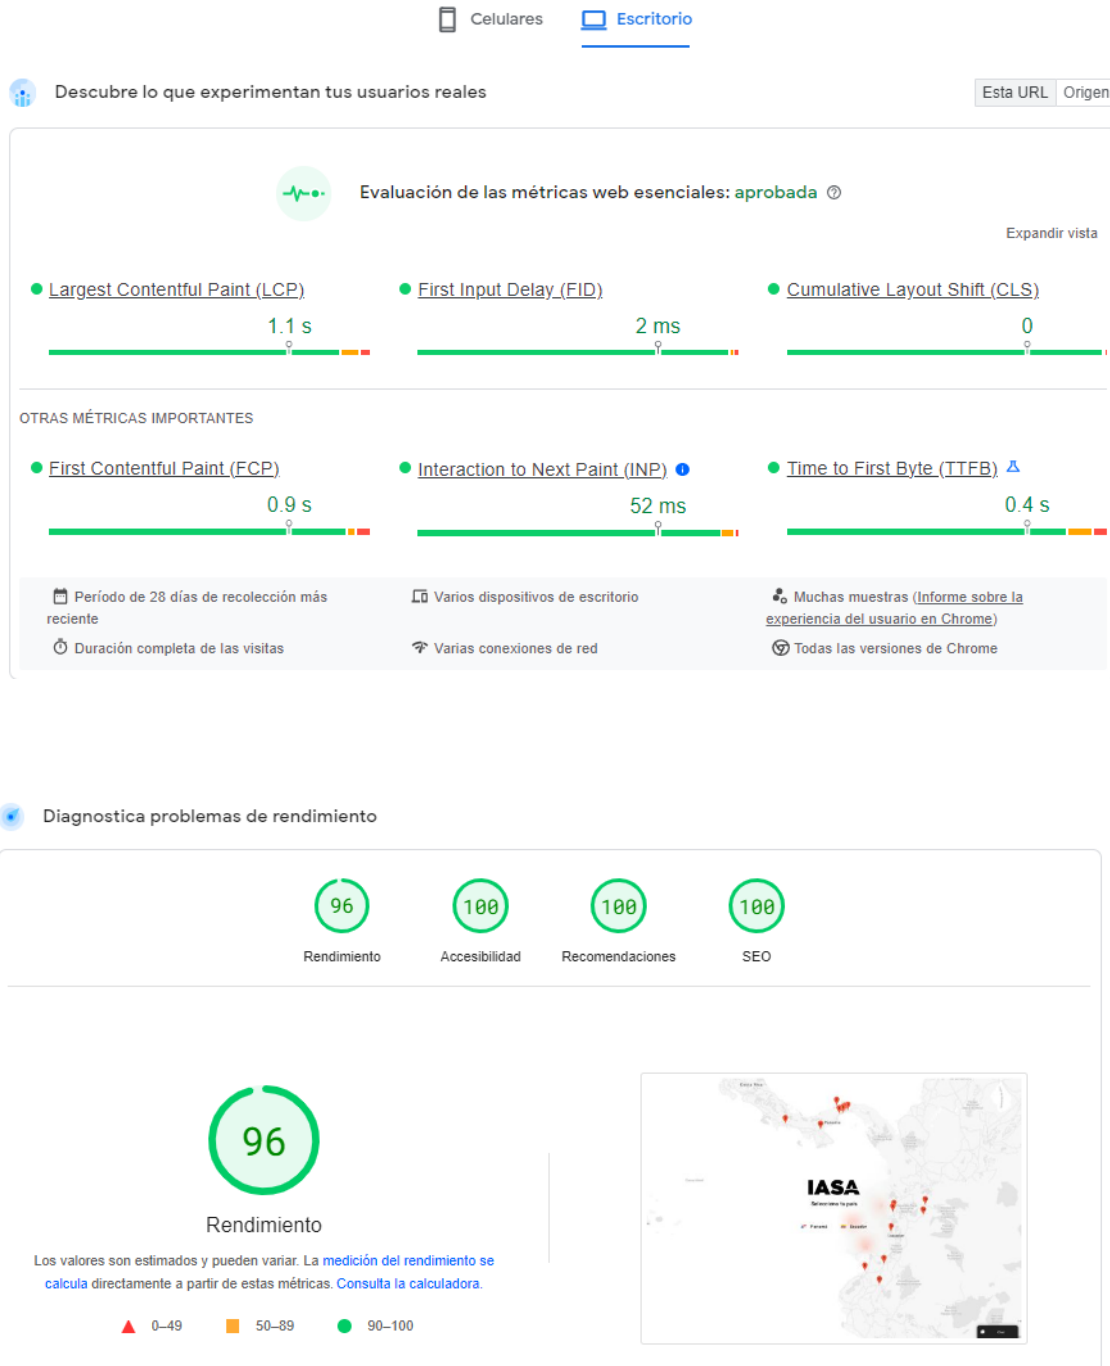 Celulares
Escritorio
Descubre lo que experimentan tus usuarios reales
Esta URL
Origen
Evaluación de las métricas web esenciales: aprobada
Expandir vista
Largest Contentful Paint (LCP)
1.1 s
First Input Delay (FID)
2 ms
Cumulative Layout Shift (CLS)
0
OTRAS MÉTRICAS IMPORTANTES
First Contentful Paint (FCP)
0.9 s
Interaction to Next Paint (INP)
52 ms
Time to First Byte (TTFB)
0.4 s
Período de 28 días de recolección más
reciente
Varios dispositivos de escritorio
Muchas muestras (Informe sobre la
experiencia del usuario en Chrome)
Duración completa de las visitas
Varias conexiones de red
Todas las versiones de Chrome
Diagnostica problemas de rendimiento
96
Rendimiento
100
Accesibilidad
100
Recomendaciones
100
SEO
96
Rendimiento
Los valores son estimados y pueden variar. La medición del rendimiento se
calcula directamente a partir de estas métricas. Consulta la calculadora.
0–49
50–89
90–100
IASA
Seleccione tu país
Panamá
Ecuador